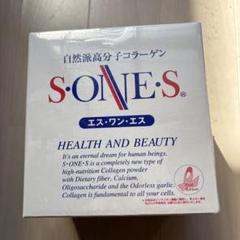 自然派高分子コラーゲン
S·ONE·S®
エス・ワン・エス
HEALTH AND BEAUTY
It's an eternal dream for human beings.
S·ONE·S is a completely new type of
high-nutrition Collagen powder
with Dietary fiber, Calcium,
Oligosaccharide and the Odorless garlic.
Collagen is fundamental to all your cells.